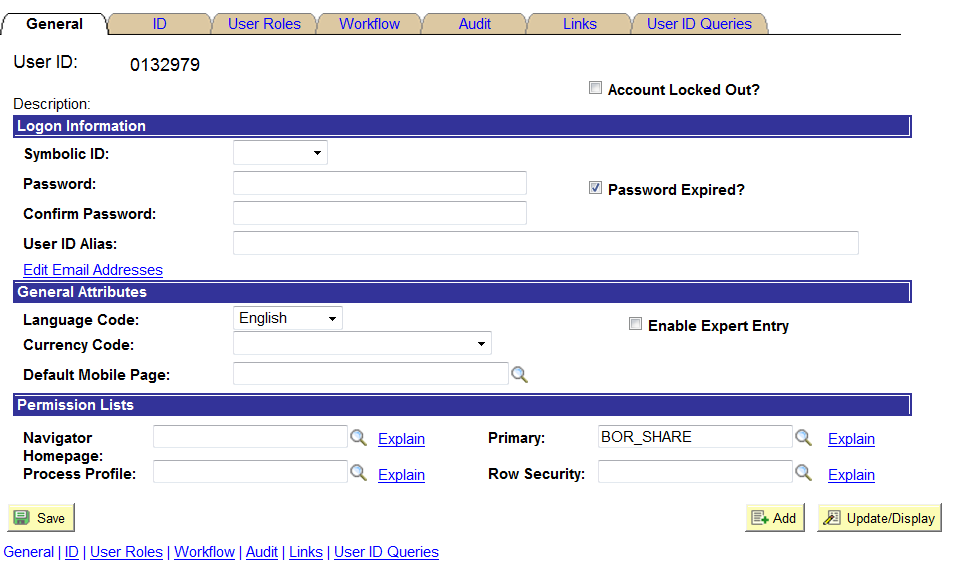 General ID User Roles Workflow Audit Links User ID Queries
User ID: 0132979
Account Locked Out?
Description:
Logon Information
Symbolic ID:
Password: Password Expired?
Confirm Password:
User ID Alias:
Edit Email Addresses
General Attributes
Language Code: English Enable Expert Entry
Currency Code:
Default Mobile Page:
Permission Lists
Navigator Homepage: Explain Primary: BOR_SHARE Explain
Process Profile: Explain Row Security: Explain
Save Add Update/Display
General | ID | User Roles | Workflow | Audit | Links | User ID Queries